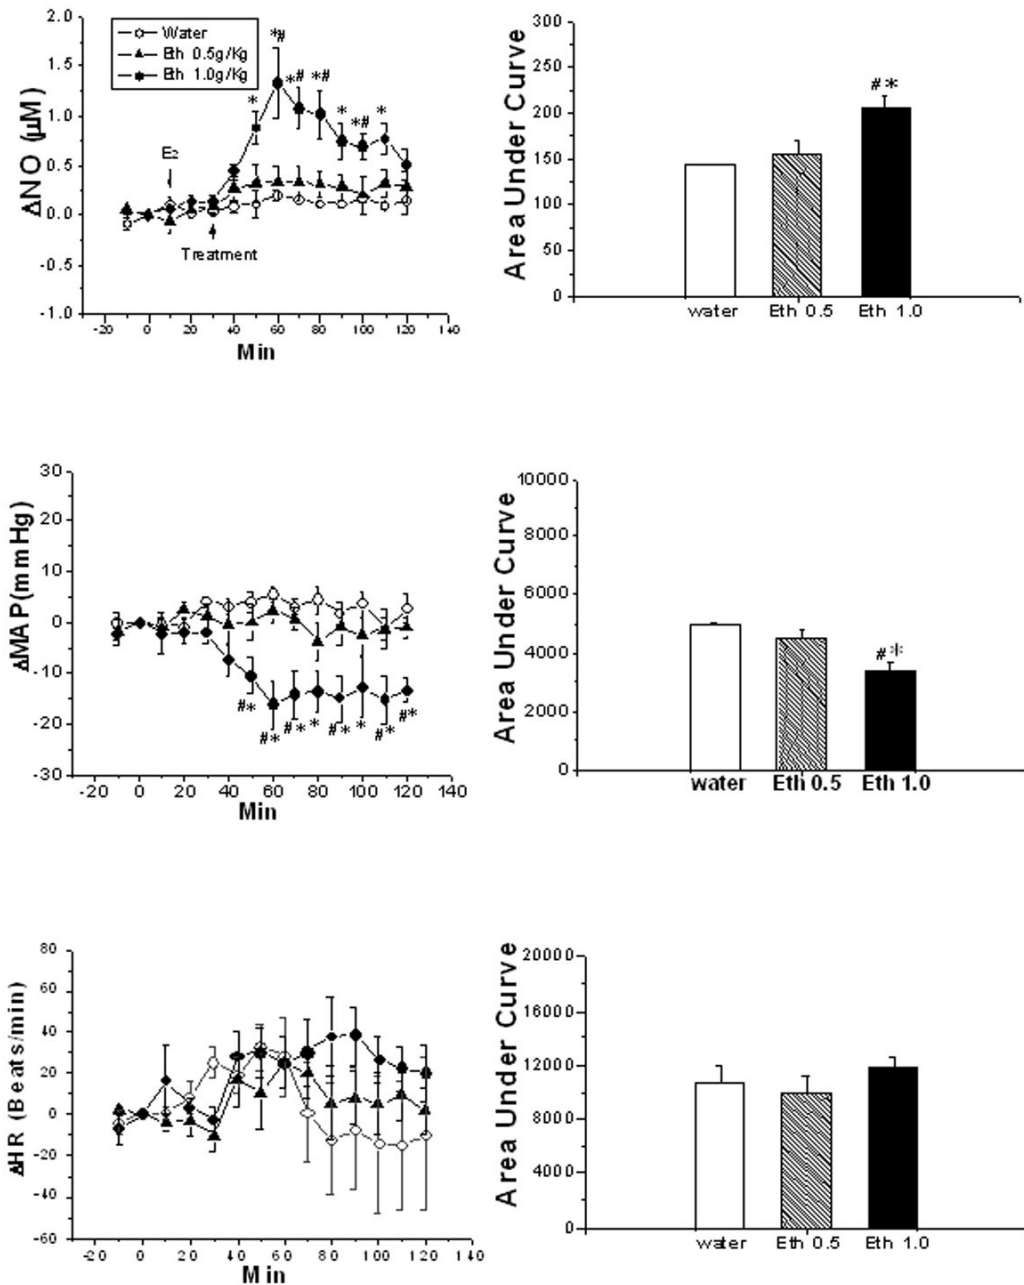 2.0
1.5
1.0
0.5
0.0
-0.5
-1.0
ΔNO (µM)
Water
Eth 0.5g/Kg
Eth 1.0g/Kg
*
*#
*#
*#
*
*#
*
E2
Treatment
-20 0 20 40 60 80 100 120 140
Min
300
250
200
150
100
50
0
Area Under Curve
#*
water Eth 0.5 Eth 1.0
30
20
10
0
-10
-20
-30
ΔMAP(mmHg)
#*
#*
#*
*
#*
*
#*
#*
-20 0 20 40 60 80 100 120 140
Min
10000
8000
6000
4000
2000
0
Area Under Curve
#*
water Eth 0.5 Eth 1.0
80
60
40
20
0
-20
-40
-60
ΔHR (Beats/min)
-20 0 20 40 60 80 100 120 140
Min
20000
16000
12000
8000
4000
0
Area Under Curve
water Eth 0.5 Eth 1.0